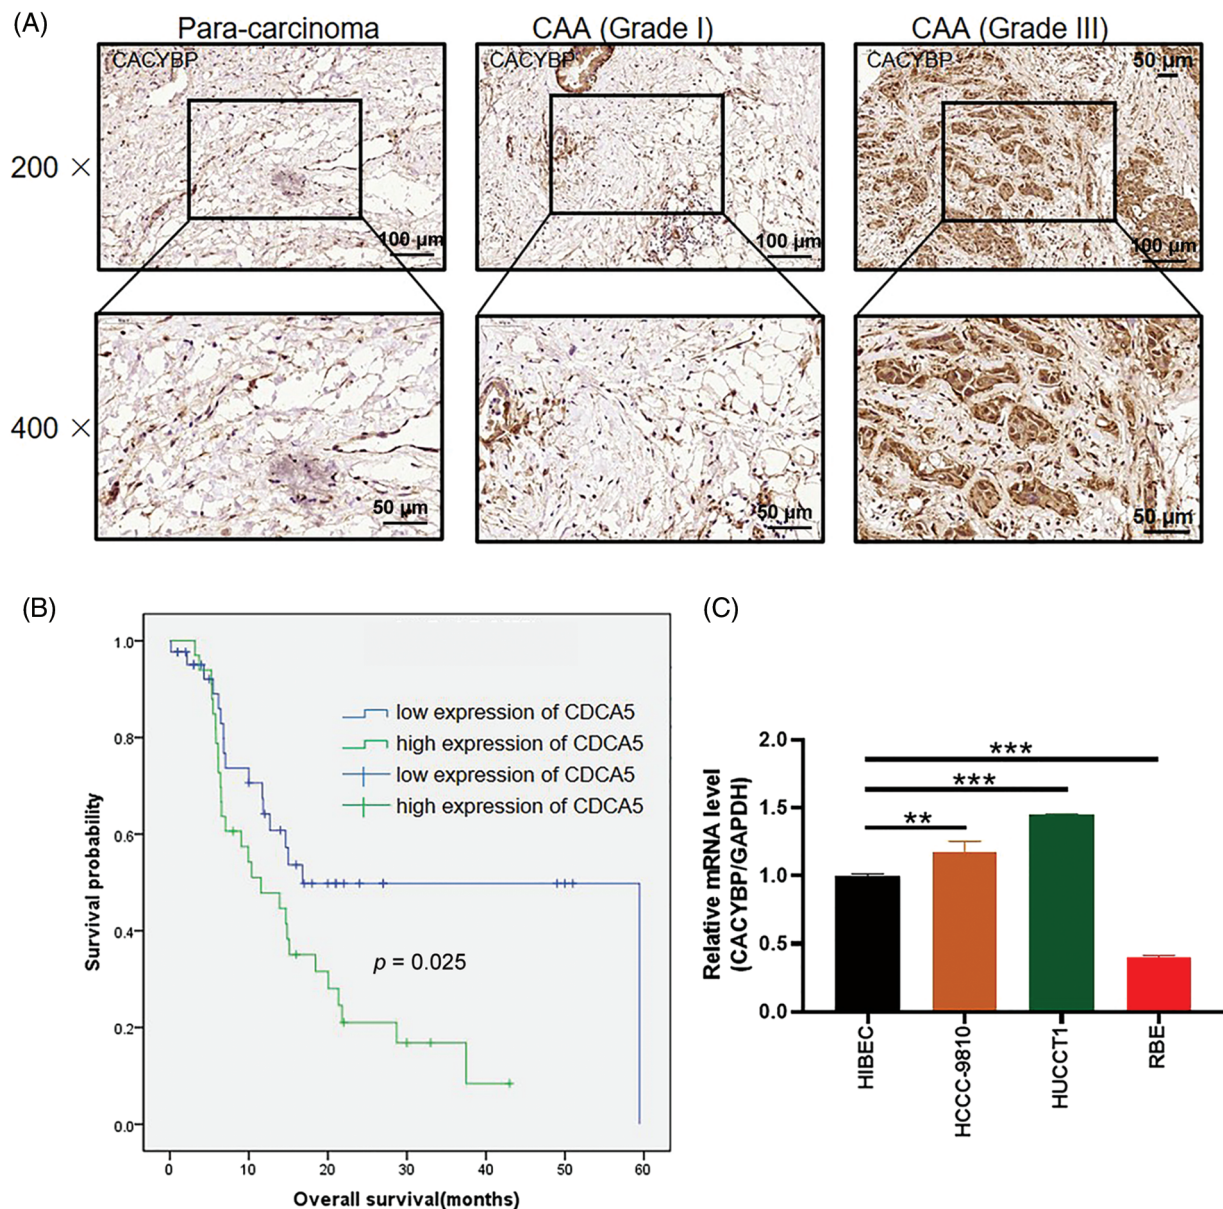 (A)
Para-carcinoma
CAA (Grade I)
CAA (Grade III)
200 ×
CACYBP
100 µm
CACYBP
100 µm
50 µm
100 µm
400 ×
50 µm
50 µm
50 µm
(B)
Survival probability
1.0
0.8
0.6
0.4
0.2
0.0
low expression of CDCA5
high expression of CDCA5
low expression of CDCA5
high expression of CDCA5
p = 0.025
0 10 20 30 40 50 60
Overall survival(months)
(C)
Relative mRNA level
(CACYBP/GAPDH)
2.0
1.5
1.0
0.5
0.0
***
***
**
HIBEC
HCCC-9810
HUCCT1
RBE